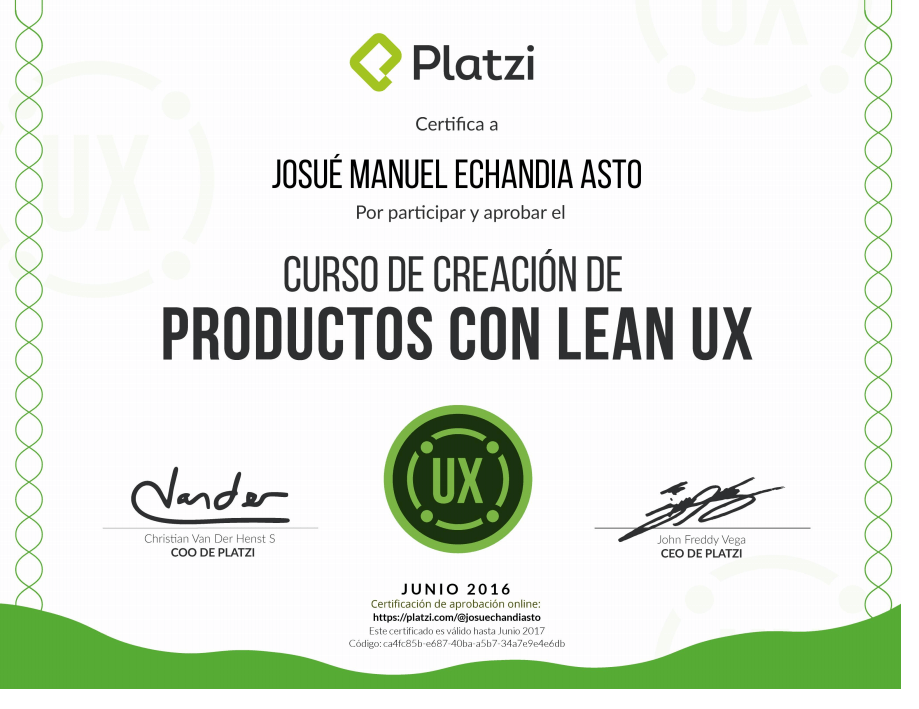 Platzi
Certifica a
JOSUÉ MANUEL ECHANDIA ASTO
Por participar y aprobar el
CURSO DE CREACIÓN DE
PRODUCTOS CON LEAN UX
UX
Vander
Christian Van Der Henst S
COO DE PLATZI
John Freddy Vega
CEO DE PLATZI
JUNIO 2016
Certificación de aprobación online:
https://platzi.com/@josuechandiasto
Este certificado es válido hasta Junio 2017
Código: ca4fc85b-e687-40ba-a5b7-34a7e9e4e6db
UX
UX